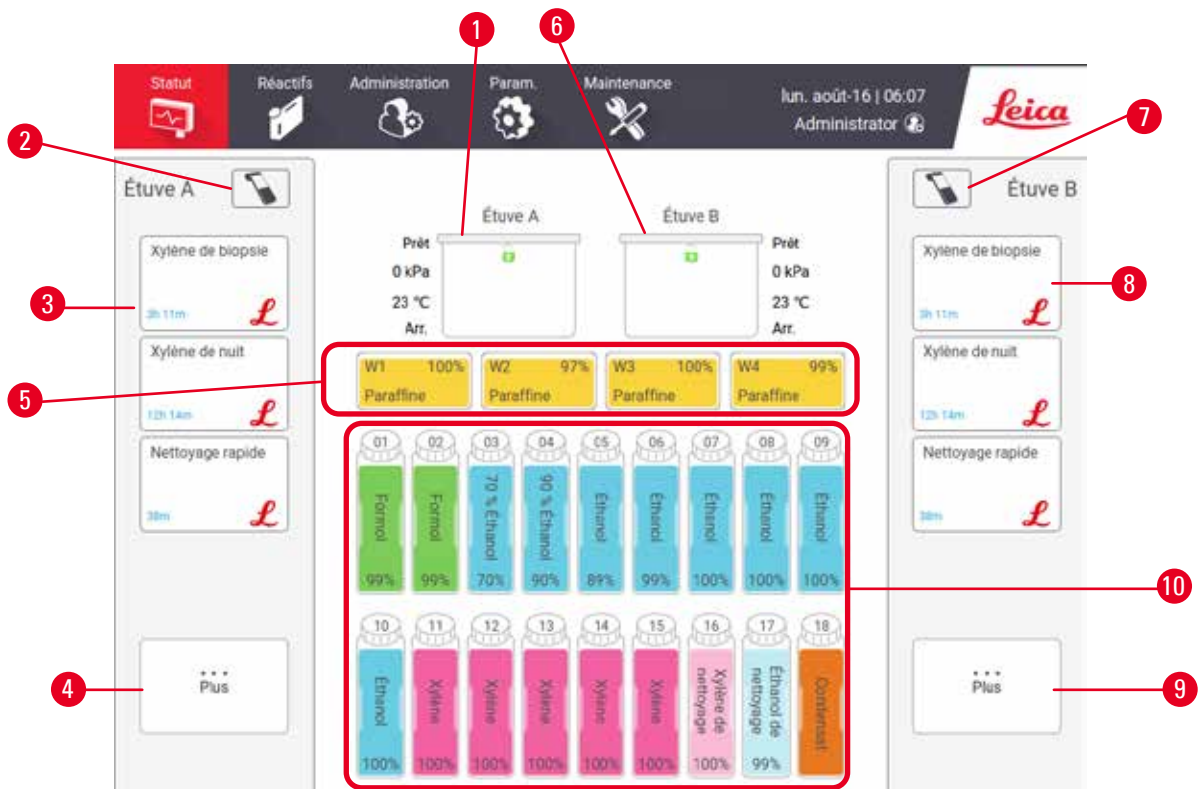 1
6
Statut
Réactifs
Administration
Param.
Maintenance
lun. août-16 | 06:07
Administrator
Leica
2
7
Étuve A
Étuve B
Étuve A
Étuve B
Prêt
0 kPa
23 °C
Arr.
Prêt
0 kPa
23 °C
Arr.
3
Xylène de biopsie
3h 11m
L
Xylène de nuit
12h 14m
L
Nettoyage rapide
38m
L
8
Xylène de biopsie
3h 11m
L
Xylène de nuit
12h 14m
L
Nettoyage rapide
38m
L
5
W1 100%
Paraffine
W2 97%
Paraffine
W3 100%
Paraffine
W4 99%
Paraffine
01 02 03 04 05 06 07 08 09
Formol
Formol
70 % Éthanol
90 % Éthanol
Éthanol
Éthanol
Éthanol
Éthanol
Éthanol
99% 99% 70% 90% 89% 99% 100% 100% 100%
10
10 11 12 13 14 15 16 17 18
Éthanol
Xylène
Xylène
Xylène
Xylène
Xylène
Xylène de
nettoyage
Éthanol de
nettoyage
Condensat
100% 100% 100% 100% 100% 100% 100% 99%
4
...
Plus
...
Plus
9